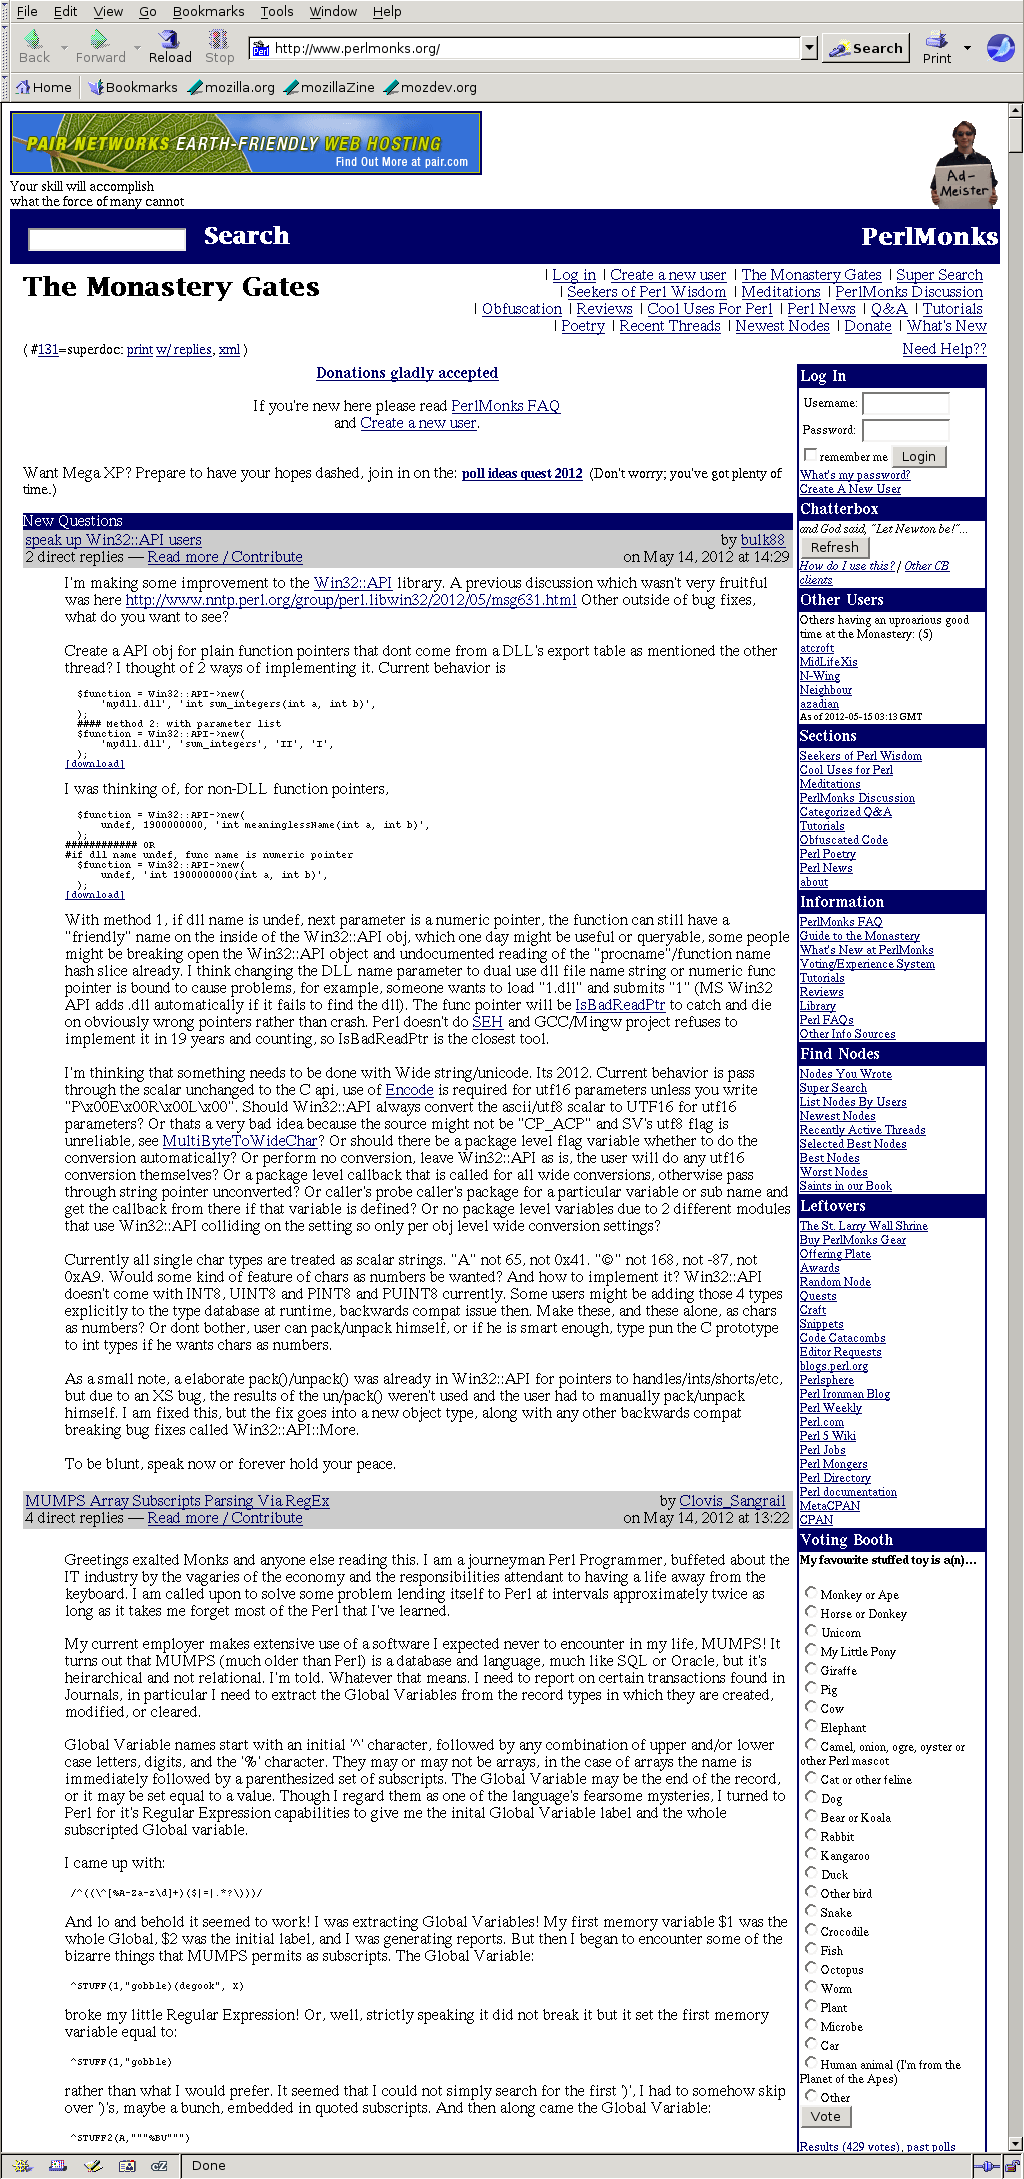 File Edit View Go Bookmarks Tools Window Help
Back Forward Reload Stop http://www.perlmonks.org/ Search Print
Home Bookmarks mozilla.org mozillaZine mozdev.org
PAIR NETWORKS EARTH-FRIENDLY WEB HOSTING
Find Out More at pair.com
Ad-
Meister
Your skill will accomplish
what the force of many cannot
Search PerlMonks
The Monastery Gates
| Log in | Create a new user | The Monastery Gates | Super Search
| Seekers of Perl Wisdom | Meditations | PerlMonks Discussion
| Obfuscation | Reviews | Cool Uses For Perl | Perl News | Q&A | Tutorials
| Poetry | Recent Threads | Newest Nodes | Donate | What's New
( #131=superdoc: print w/ replies, xml ) Need Help??
Donations gladly accepted
If you're new here please read PerlMonks FAQ
and Create a new user.
Want Mega XP? Prepare to have your hopes dashed, join in on the: poll ideas quest 2012 (Don't worry; you've got plenty of
time.)
New Questions
speak up Win32::API users by bulk88
2 direct replies — Read more / Contribute on May 14, 2012 at 14:29
I'm making some improvement to the Win32::API library. A previous discussion which wasn't very fruitful
was here http://www.nntp.perl.org/group/perl.libwin32/2012/05/msg631.html Other outside of bug fixes,
what do you want to see?
Create a API obj for plain function pointers that dont come from a DLL's export table as mentioned the other
thread? I thought of 2 ways of implementing it. Current behavior is
$function = Win32::API->new(
'mydll.dll', 'int sum_integers(int a, int b)',
);
#### Method 2: with parameter list
$function = Win32::API->new(
'mydll.dll', 'sum_integers', 'II', 'I',
);
[download]
I was thinking of, for non-DLL function pointers,
$function = Win32::API->new(
undef, 1900000000, 'int meaninglessName(int a, int b)',
);
############ OR
#if dll name undef, func name is numeric pointer
$function = Win32::API->new(
undef, 'int 1900000000(int a, int b)',
);
[download]
With method 1, if dll name is undef, next parameter is a numeric pointer, the function can still have a
"friendly" name on the inside of the Win32::API obj, which one day might be useful or queryable, some people
might be breaking open the Win32::API object and undocumented reading of the "procname"/function name
hash slice already. I think changing the DLL name parameter to dual use dll file name string or numeric func
pointer is bound to cause problems, for example, someone wants to load "1.dll" and submits "1" (MS Win32
API adds .dll automatically if it fails to find the dll). The func pointer will be IsBadReadPtr to catch and die
on obviously wrong pointers rather than crash. Perl doesn't do SEH and GCC/Mingw project refuses to
implement it in 19 years and counting, so IsBadReadPtr is the closest tool.
I'm thinking that something needs to be done with Wide string/unicode. Its 2012. Current behavior is pass
through the scalar unchanged to the C api, use of Encode is required for utf16 parameters unless you write
"P\x00E\x00R\x00L\x00". Should Win32::API always convert the ascii/utf8 scalar to UTF16 for utf16
parameters? Or thats a very bad idea because the source might not be "CP_ACP" and SV's utf8 flag is
unreliable, see MultiByteToWideChar? Or should there be a package level flag variable whether to do the
conversion automatically? Or perform no conversion, leave Win32::API as is, the user will do any utf16
conversion themselves? Or a package level callback that is called for all wide conversions, otherwise pass
through string pointer unconverted? Or caller's probe caller's package for a particular variable or sub name and
get the callback from there if that variable is defined? Or no package level variables due to 2 different modules
that use Win32::API colliding on the setting so only per obj level wide conversion settings?
Currently all single char types are treated as scalar strings. "A" not 65, not 0x41. "©" not 168, not -87, not
0xA9. Would some kind of feature of chars as numbers be wanted? And how to implement it? Win32::API
doesn't come with INT8, UINT8 and PINT8 and PUINT8 currently. Some users might be adding those 4 types
explicitly to the type database at runtime, backwards compat issue then. Make these, and these alone, as chars
as numbers? Or dont bother, user can pack/unpack himself, or if he is smart enough, type pun the C prototype
to int types if he wants chars as numbers.
As a small note, a elaborate pack()/unpack() was already in Win32::API for pointers to handles/ints/shorts/etc,
but due to an XS bug, the results of the un/pack() weren't used and the user had to manually pack/unpack
himself. I am fixed this, but the fix goes into a new object type, along with any other backwards compat
breaking bug fixes called Win32::API::More.
To be blunt, speak now or forever hold your peace.
MUMPS Array Subscripts Parsing Via RegEx by Clovis_Sangrail
4 direct replies — Read more / Contribute on May 14, 2012 at 13:22
Greetings exalted Monks and anyone else reading this. I am a journeyman Perl Programmer, buffeted about the
IT industry by the vagaries of the economy and the responsibilities attendant to having a life away from the
keyboard. I am called upon to solve some problem lending itself to Perl at intervals approximately twice as
long as it takes me forget most of the Perl that I've learned.
My current employer makes extensive use of a software I expected never to encounter in my life, MUMPS! It
turns out that MUMPS (much older than Perl) is a database and language, much like SQL or Oracle, but it's
heirarchical and not relational. I'm told. Whatever that means. I need to report on certain transactions found in
Journals, in particular I need to extract the Global Variables from the record types in which they are created,
modified, or cleared.
Global Variable names start with an initial '^' character, followed by any combination of upper and/or lower
case letters, digits, and the '%' character. They may or may not be arrays, in the case of arrays the name is
immediately followed by a parenthesized set of subscripts. The Global Variable may be the end of the record,
or it may be set equal to a value. Though I regard them as one of the language's fearsome mysteries, I turned to
Perl for it's Regular Expression capabilities to give me the inital Global Variable label and the whole
subscripted Global variable.
I came up with:
/^((\^[%A-Za-z\d]+)($|=|.*?\)))/
And lo and behold it seemed to work! I was extracting Global Variables! My first memory variable $1 was the
whole Global, $2 was the initial label, and I was generating reports. But then I began to encounter some of the
bizarre things that MUMPS permits as subscripts. The Global Variable:
^STUFF(1,"gobble)(degook", X)
broke my little Regular Expression! Or, well, strictly speaking it did not break it but it set the first memory
variable equal to:
^STUFF(1,"gobble)
rather than what I would prefer. It seemed that I could not simply search for the first ')', I had to somehow skip
over ')'s, maybe a bunch, embedded in quoted subscripts. And then along came the Global Variable:
^STUFF2(A,"""%BU""")
Log In
Username:
Password:
remember me Login
What's my password?
Create A New User
Chatterbox
and God said, "Let Newton be!"...
Refresh
How do I use this? | Other CB
clients
Other Users
Others having an uproarious good
time at the Monastery: (5)
atcroft
MidLifeXis
N-Wing
Neighbour
azadian
As of 2012-05-15 03:13 GMT
Sections
Seekers of Perl Wisdom
Cool Uses for Perl
Meditations
PerlMonks Discussion
Categorized Q&A
Tutorials
Obfuscated Code
Perl Poetry
Perl News
about
Information
PerlMonks FAQ
Guide to the Monastery
What's New at PerlMonks
Voting/Experience System
Tutorials
Reviews
Library
Perl FAQs
Other Info Sources
Find Nodes
Nodes You Wrote
Super Search
List Nodes By Users
Newest Nodes
Recently Active Threads
Selected Best Nodes
Best Nodes
Worst Nodes
Saints in our Book
Leftovers
The St. Larry Wall Shrine
Buy PerlMonks Gear
Offering Plate
Awards
Random Node
Quests
Craft
Snippets
Code Catacombs
Editor Requests
blogs.perl.org
Perlsphere
Perl Ironman Blog
Perl Weekly
Perl.com
Perl 5 Wiki
Perl Jobs
Perl Mongers
Perl Directory
Perl documentation
MetaCPAN
CPAN
Voting Booth
My favourite stuffed toy is a(n)...
Monkey or Ape
Horse or Donkey
Unicorn
My Little Pony
Giraffe
Pig
Cow
Elephant
Camel, onion, ogre, oyster or
other Perl mascot
Cat or other feline
Dog
Bear or Koala
Rabbit
Kangaroo
Duck
Other bird
Snake
Crocodile
Fish
Octopus
Worm
Plant
Microbe
Car
Human animal (I'm from the
Planet of the Apes)
Other
Vote
Results (429 votes), past polls
Done